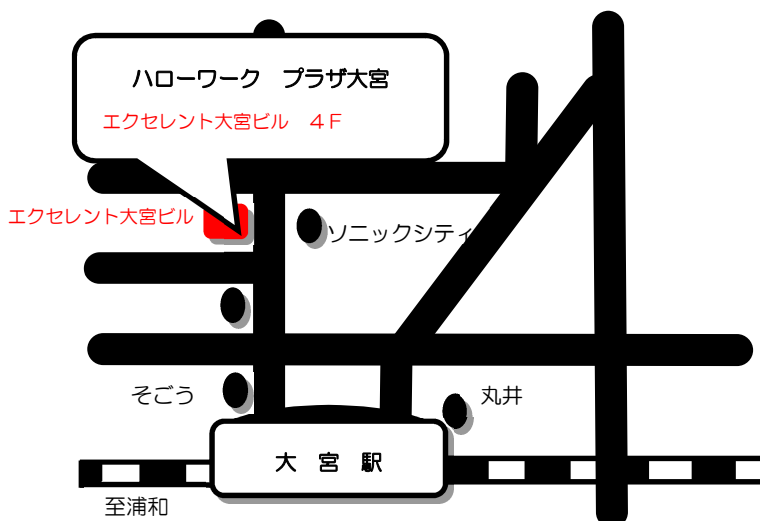 ハローワーク　プラザ大宮
エクセレント大宮ビル　４Ｆ
エクセレント大宮ビル
ソニックシティ
そごう
丸井
大　宮　駅
至浦和